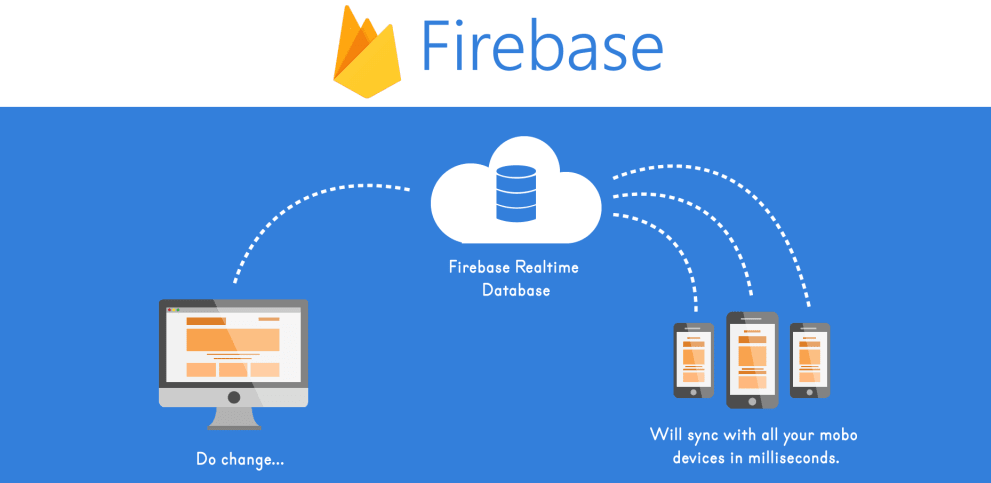 Firebase
Firebase Realtime
Database
Do change...
Will sync with all your mobo
devices in milliseconds.